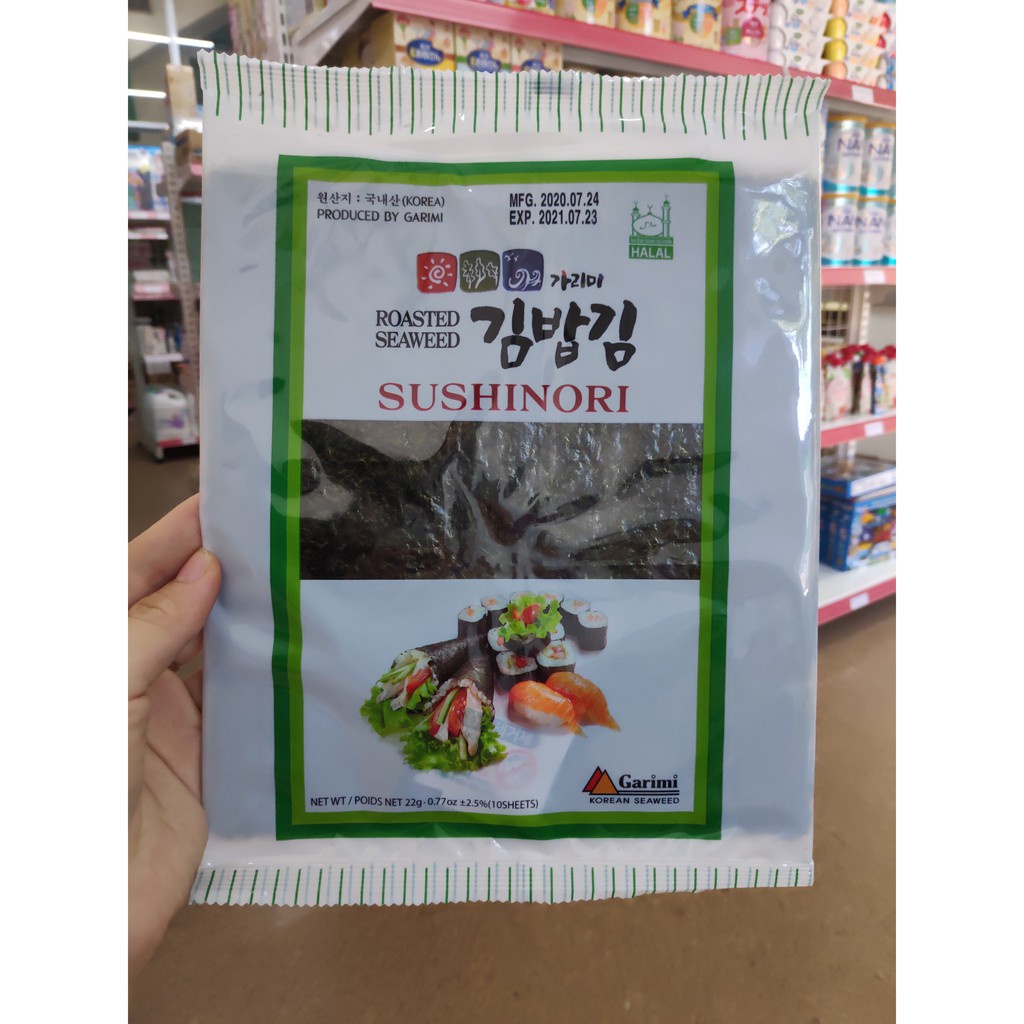 원산지 : 국내산(KOREA)
PRODUCED BY GARIMI
MFG. 2020.07.24
EXP. 2021.07.23
HALAL
가리미
ROASTED
SEAWEED
김밥김
SUSHINORI
NET WT / POIDS NET 22g · 0.77oz ±2.5%(10SHEETS)
Garimi
KOREAN SEAWEED
NA
NAN